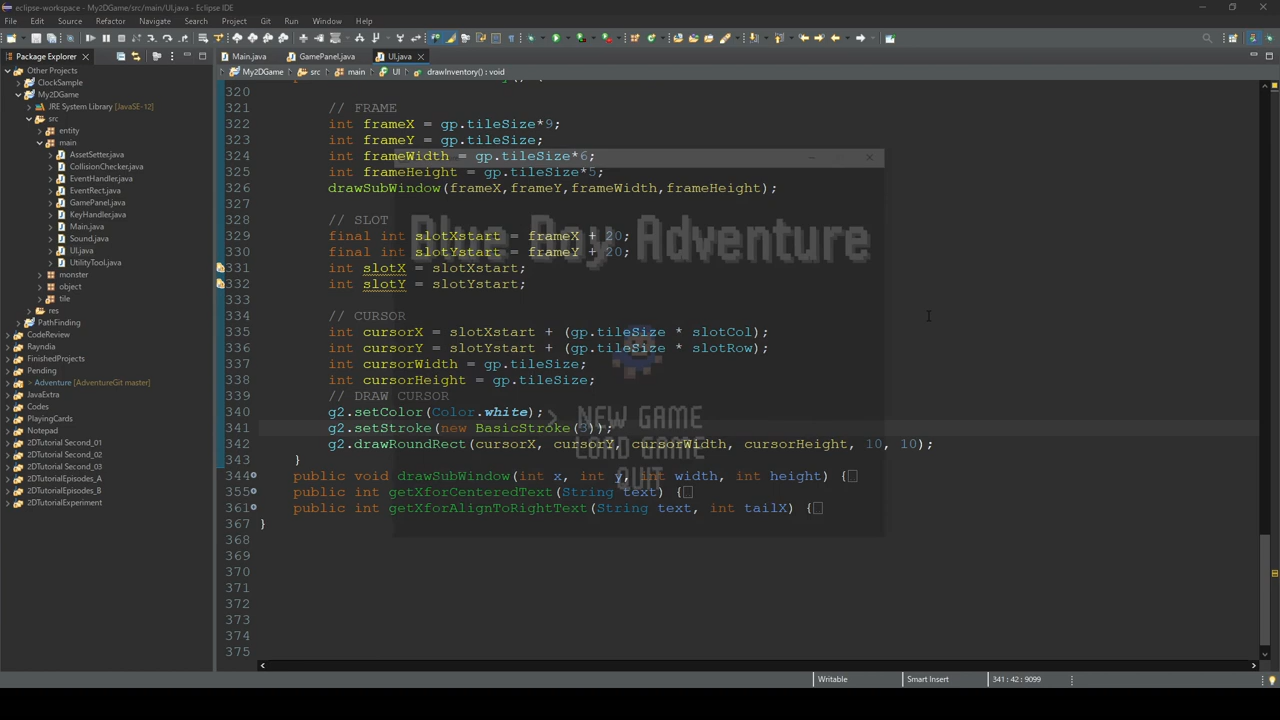 eclipse-workspace - My2DGame/src/main/UI.java - Eclipse IDE
File Edit Source Refactor Navigate Search Project Git Run Window Help
Package Explorer
Main.java GamePanel.java UI.java
My2DGame src main UI drawInventory() : void
Other Projects
ClockSample
My2DGame
JRE System Library [JavaSE-12]
src
entity
main
AssetSetter.java
CollisionChecker.java
EventHandler.java
EventRect.java
GamePanel.java
KeyHandler.java
Main.java
Sound.java
UI.java
UtilityTool.java
monster
object
tile
res
PathFinding
CodeReview
Rayndia
FinishedProjects
Pending
> Adventure [AdventureGit master]
JavaExtra
Codes
PlayingCards
2DTutorial Second_01
2DTutorial Second_02
2DTutorial Second_03
2DTutorialEpisodes_A
2DTutorialEpisodes_B
2DTutorialExperiment
320
321 // FRAME
322 int frameX = gp.tileSize*9;
323 int frameY = gp.tileSize;
324 int frameWidth = gp.tileSize*6;
325 int frameHeight = gp.tileSize*5;
326 drawSubWindow(frameX,frameY,frameWidth,frameHeight);
327
328 // SLOT
329 final int slotXstart = frameX + 20;
330 final int slotYstart = frameY + 20;
331 int slotX = slotXstart;
332 int slotY = slotYstart;
333
334 // CURSOR
335 int cursorX = slotXstart + (gp.tileSize * slotCol);
336 int cursorY = slotYstart + (gp.tileSize * slotRow);
337 int cursorWidth = gp.tileSize;
338 int cursorHeight = gp.tileSize;
339 // DRAW CURSOR
340 g2.setColor(Color.white);
341 g2.setStroke(new BasicStroke(3));
342 g2.drawRoundRect(cursorX, cursorY, cursorWidth, cursorHeight, 10, 10);
343 }
344 public void drawSubWindow(int x, int y, int width, int height) {
355 public int getXforCenteredText(String text) {
361 public int getXforAlignToRightText(String text, int tailX) {
367 }
368
369
370
371
372
373
374
375
Blue Boy Adventure
> NEW GAME
LOAD GAME
QUIT
Writable Smart Insert 341 : 42 : 9099